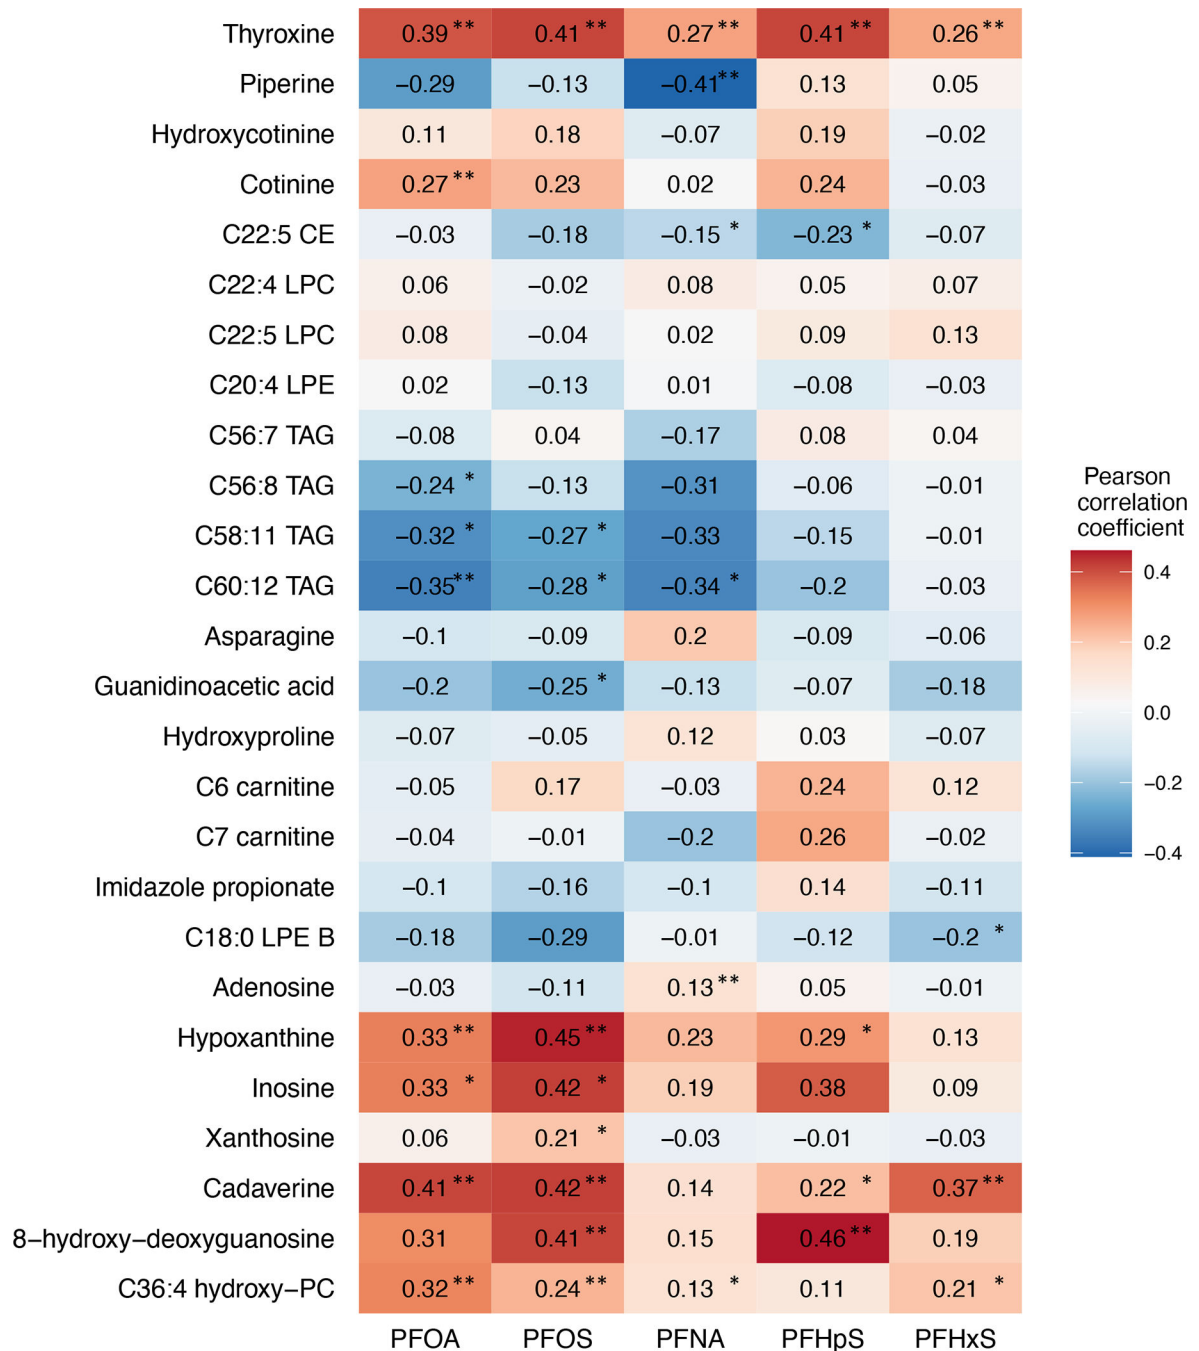 Thyroxine 0.39** 0.41** 0.27** 0.41** 0.26**
Piperine −0.29 −0.13 −0.41** 0.13 0.05
Hydroxycotinine 0.11 0.18 −0.07 0.19 −0.02
Cotinine 0.27** 0.23 0.02 0.24 −0.03
C22:5 CE −0.03 −0.18 −0.15 * −0.23 * −0.07
C22:4 LPC 0.06 −0.02 0.08 0.05 0.07
C22:5 LPC 0.08 −0.04 0.02 0.09 0.13
C20:4 LPE 0.02 −0.13 0.01 −0.08 −0.03
C56:7 TAG −0.08 0.04 −0.17 0.08 0.04
C56:8 TAG −0.24 * −0.13 −0.31 −0.06 −0.01
C58:11 TAG −0.32 * −0.27 * −0.33 −0.15 −0.01
C60:12 TAG −0.35** −0.28 * −0.34 * −0.2 −0.03
Asparagine −0.1 −0.09 0.2 −0.09 −0.06
Guanidinoacetic acid −0.2 −0.25 * −0.13 −0.07 −0.18
Hydroxyproline −0.07 −0.05 0.12 0.03 −0.07
C6 carnitine −0.05 0.17 −0.03 0.24 0.12
C7 carnitine −0.04 −0.01 −0.2 0.26 −0.02
Imidazole propionate −0.1 −0.16 −0.1 0.14 −0.11
C18:0 LPE B −0.18 −0.29 −0.01 −0.12 −0.2 *
Adenosine −0.03 −0.11 0.13** 0.05 −0.01
Hypoxanthine 0.33** 0.45** 0.23 0.29 * 0.13
Inosine 0.33 * 0.42 * 0.19 0.38 0.09
Xanthosine 0.06 0.21 * −0.03 −0.01 −0.03
Cadaverine 0.41** 0.42** 0.14 0.22 * 0.37**
8−hydroxy−deoxyguanosine 0.31 0.41** 0.15 0.46** 0.19
C36:4 hydroxy−PC 0.32** 0.24** 0.13 * 0.11 0.21 *
PFOA PFOS PFNA PFHpS PFHxS
Pearson
correlation
coefficient
0.4
0.2
0.0
−0.2
−0.4